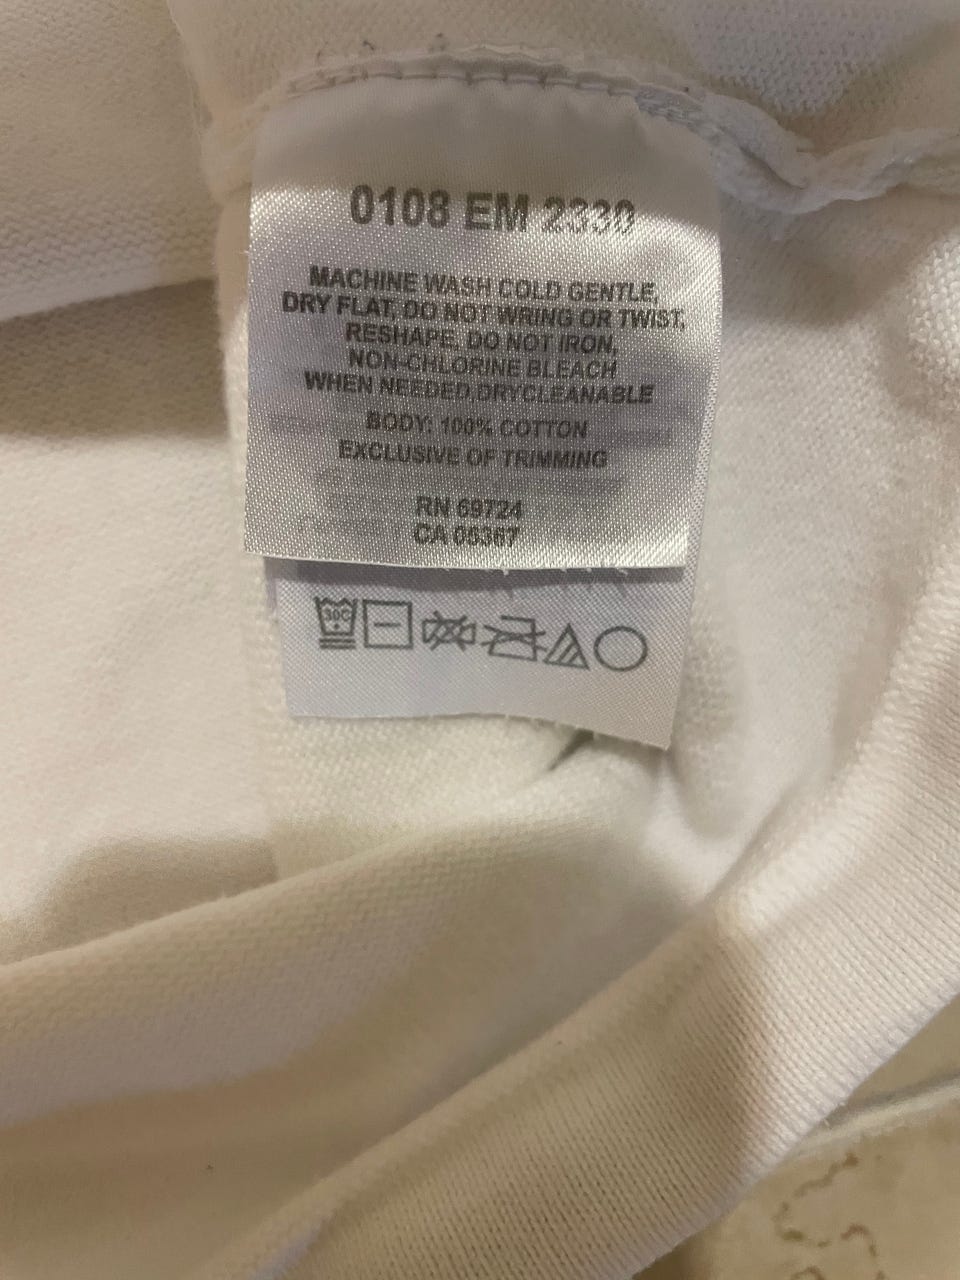 0108 EM 2330
MACHINE WASH COLD GENTLE,
DRY FLAT, DO NOT WRING OR TWIST,
RESHAPE, DO NOT IRON,
NON-CHLORINE BLEACH
WHEN NEEDED,DRYCLEANABLE
BODY: 100% COTTON
EXCLUSIVE OF TRIMMING
RN 69724
CA 05367
30C